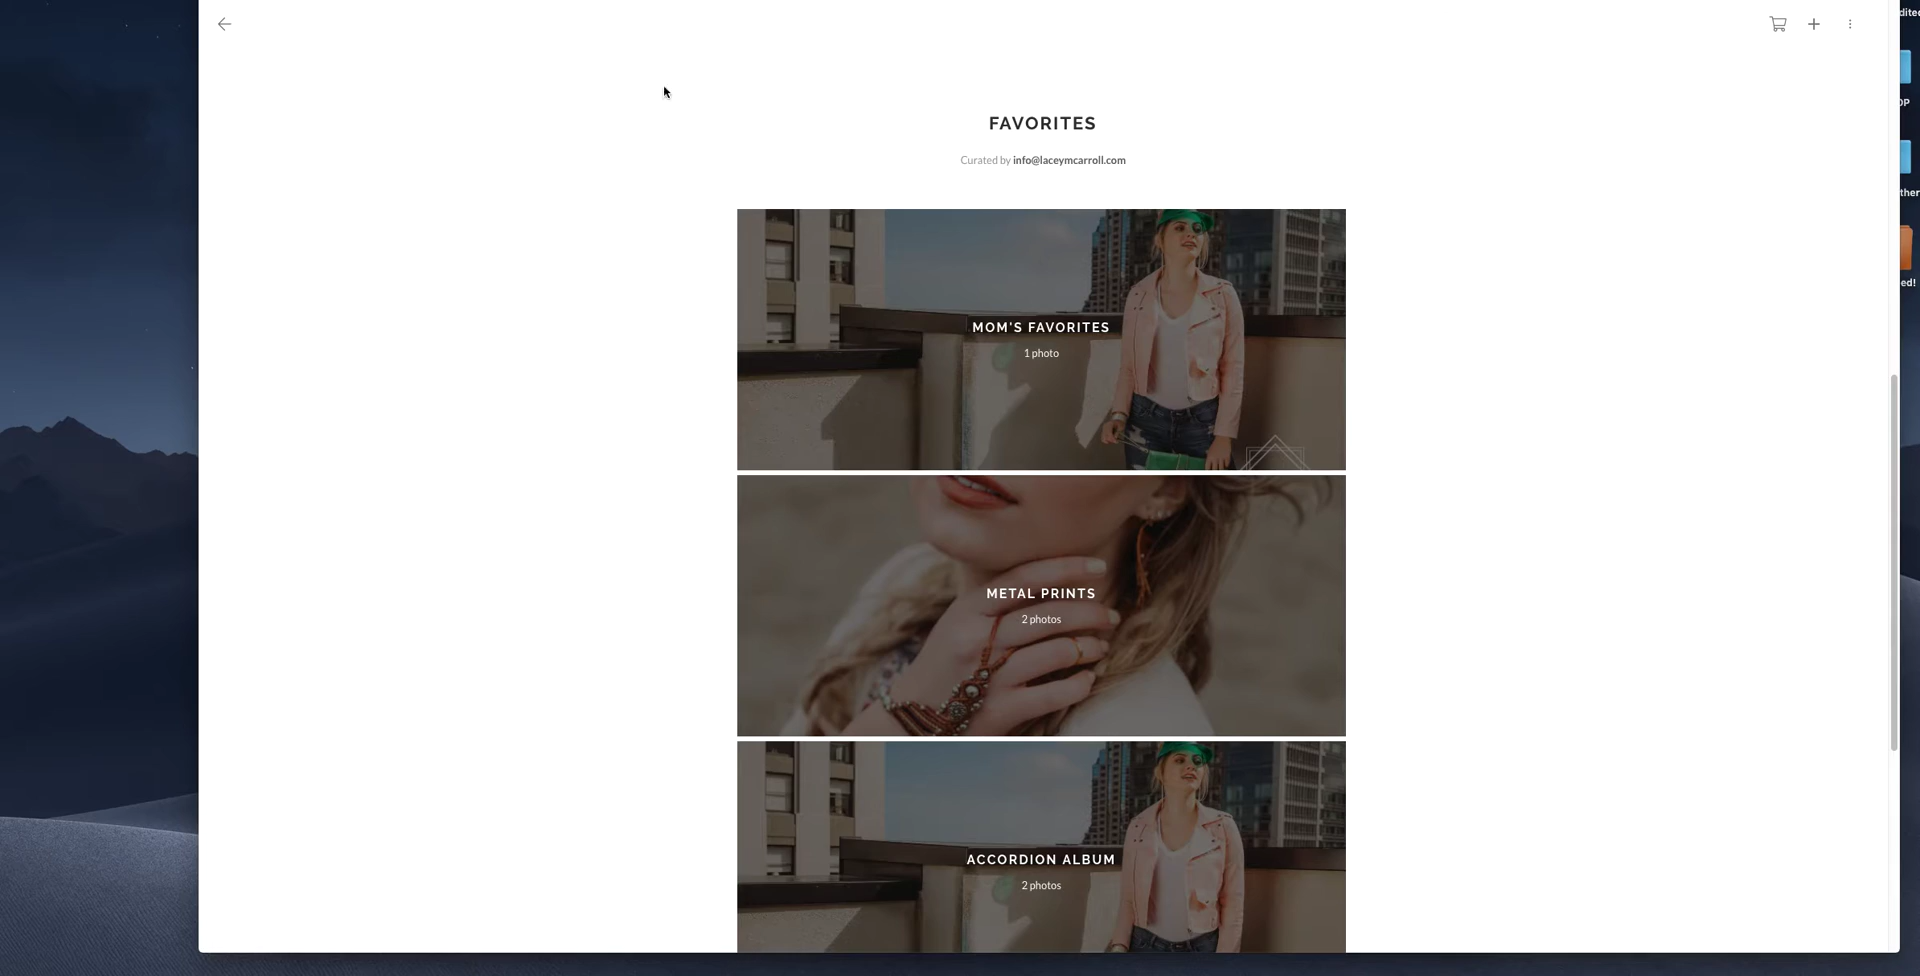 FAVORITES
Curated by info@laceymcarroll.com
MOM'S FAVORITES
1 photo
METAL PRINTS
2 photos
ACCORDION ALBUM
2 photos